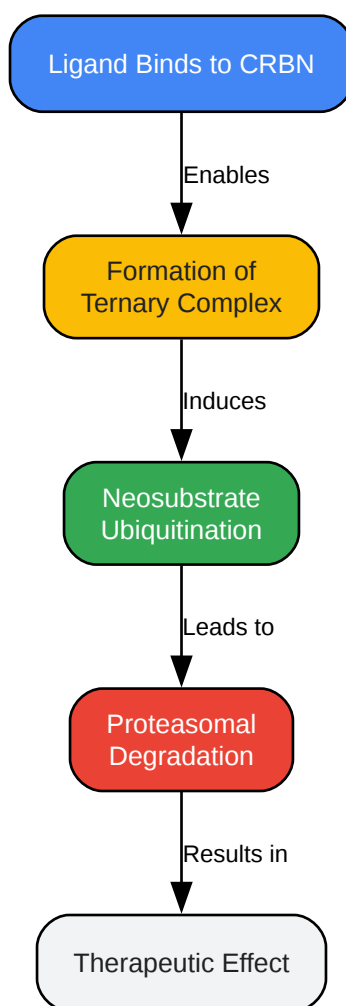 Ligand Binds to CRBN
Enables
Formation of
Ternary Complex
Induces
Neosubstrate
Ubiquitination
Leads to
Proteasomal
Degradation
Results in
Therapeutic Effect